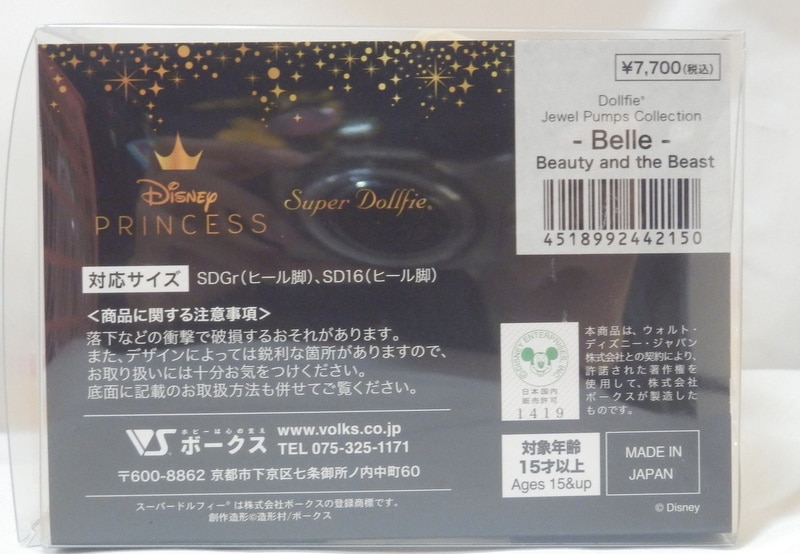 ¥7,700(税込)
Dollfie®
Jewel Pumps Collection
- Belle -
Beauty and the Beast
4518992442150
Disney
PRINCESS
Super Dollfie®
対応サイズ SDGr(ヒール脚)、SD16(ヒール脚)
<商品に関する注意事項>
落下などの衝撃で破損するおそれがあります。
また、デザインによっては鋭利な箇所がありますので、
お取り扱いには十分お気をつけください。
底面に記載のお取扱方法も併せてご覧ください。
ホビーは心の支え
VS ボークス
www.volks.co.jp
TEL 075-325-1171
〒600-8862 京都市下京区七条御所ノ内中町60
スーパードルフィー®は株式会社ボークスの登録商標です。
創作造形©造形村/ボークス
©DISNEY ENTERPRISES, INC.
日本国内
販売許可
1419
本商品は、ウォルト・
ディズニー・ジャパン
株式会社との契約により、
許諾された著作権を
使用して、株式会社
ボークスが製造した
ものです。
対象年齢
15才以上
Ages 15&up
MADE IN
JAPAN
© Disney